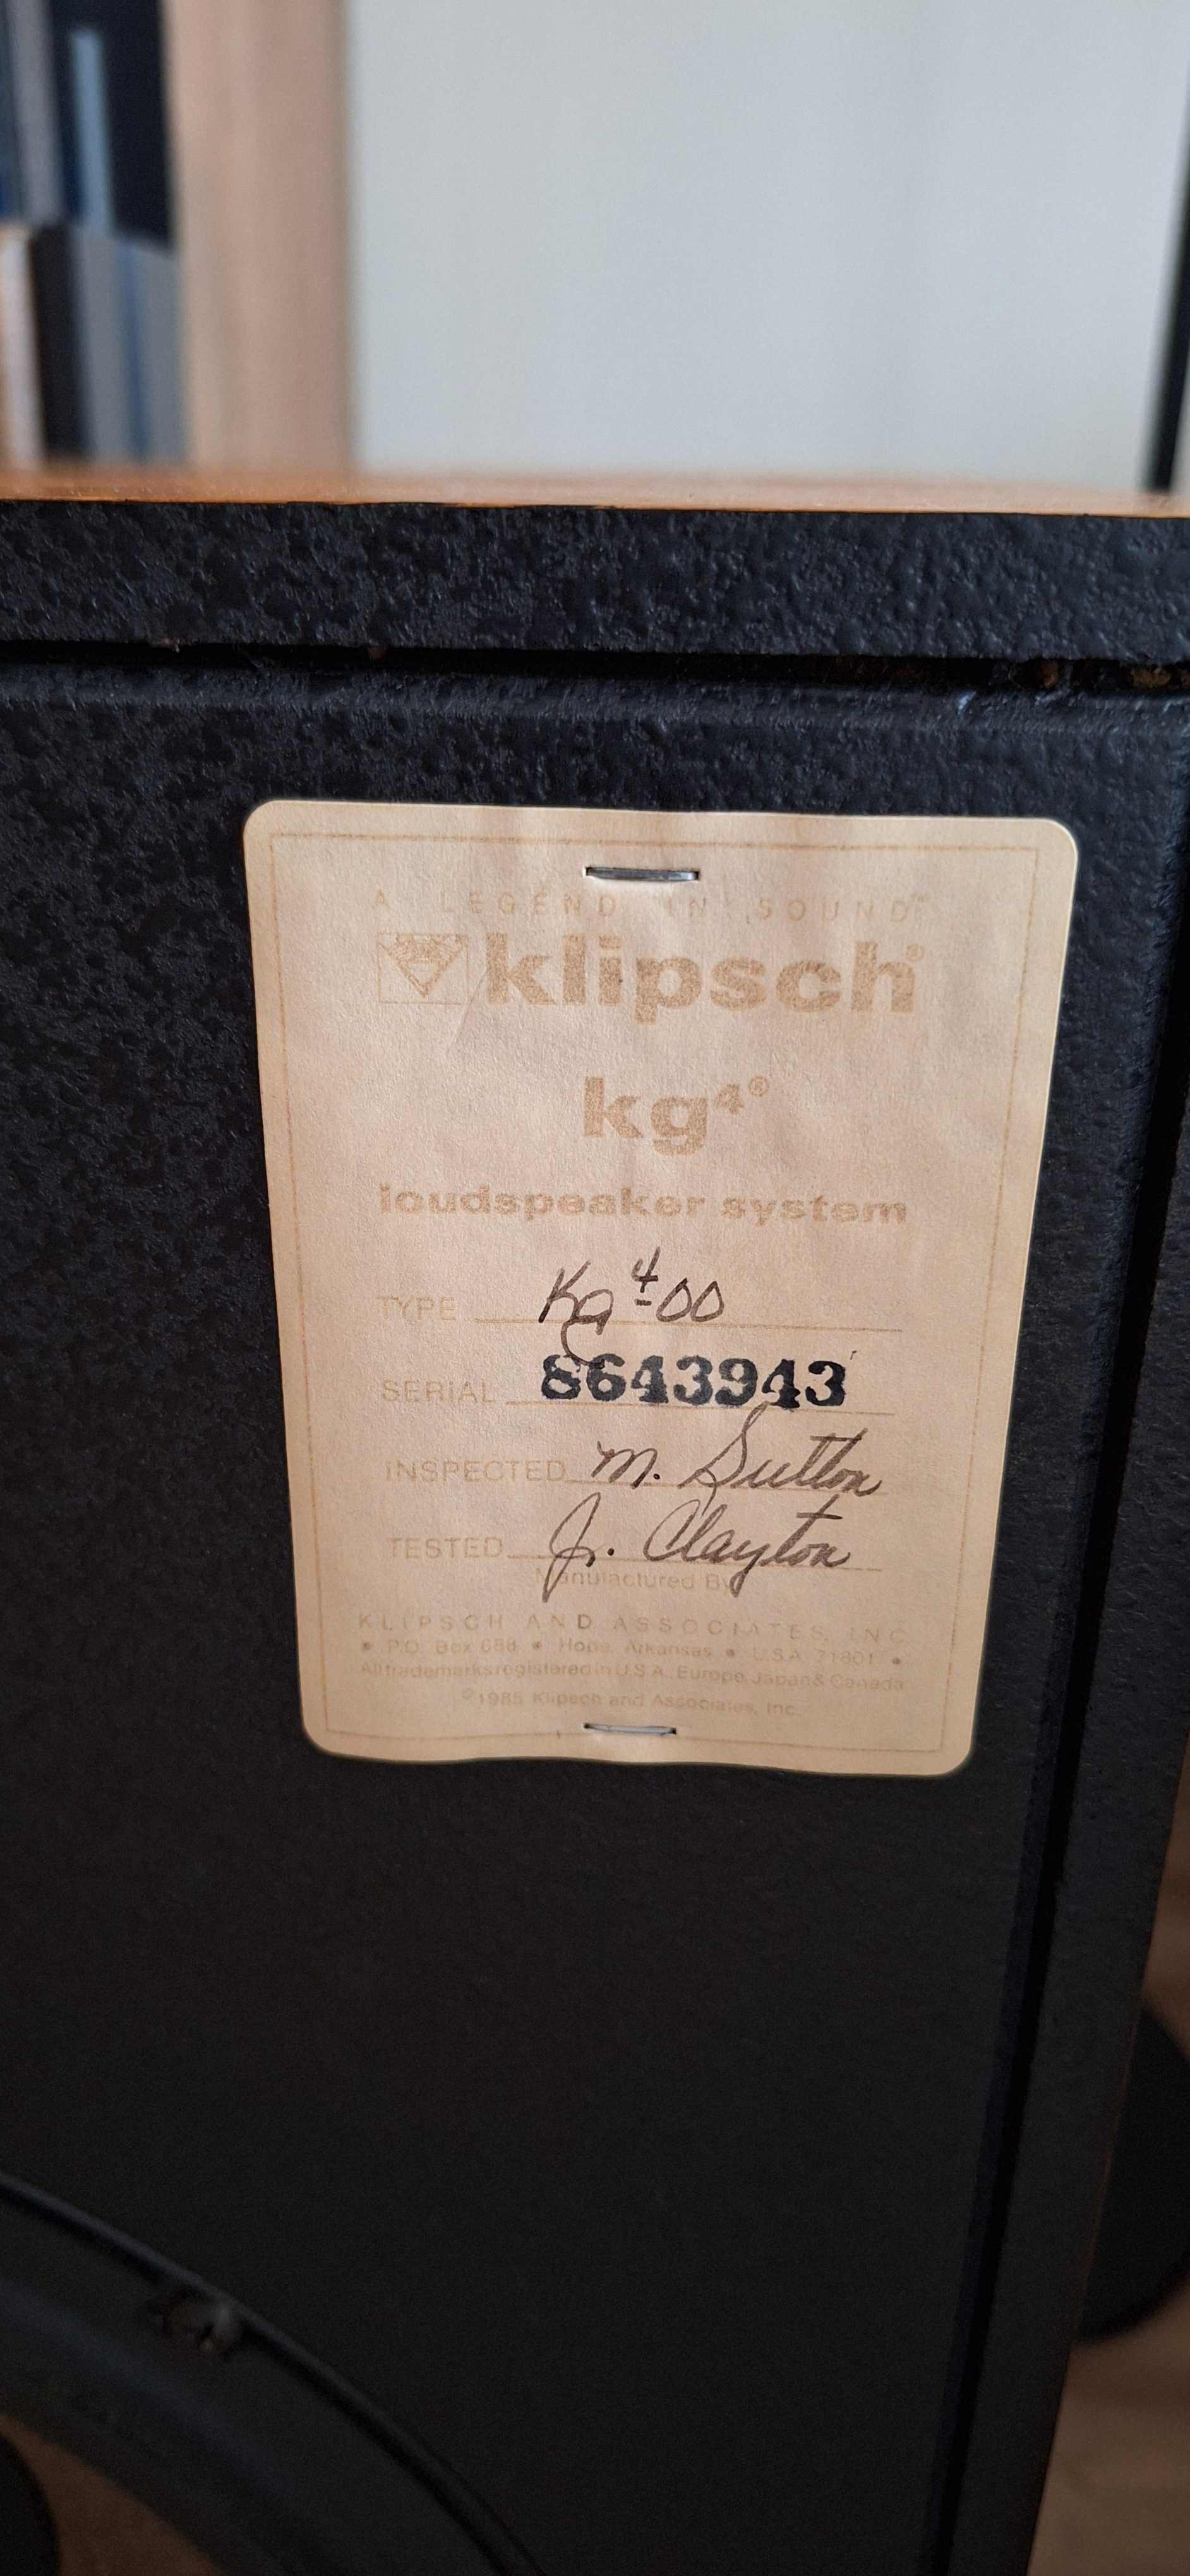 A LEGEND IN SOUND™
klipsch®
kg⁴®
loudspeaker system
TYPE Kg⁴-00
SERIAL 8643943
INSPECTED M. Sutton
TESTED Jr. Clayton
Manufactured By
KLIPSCH AND ASSOCIATES, INC.
• P.O. Box 688 • Hope, Arkansas • USA 71801 •
All trademarks registered in U.S.A., Europe, Japan & Canada
©1985 Klipsch and Associates, Inc.